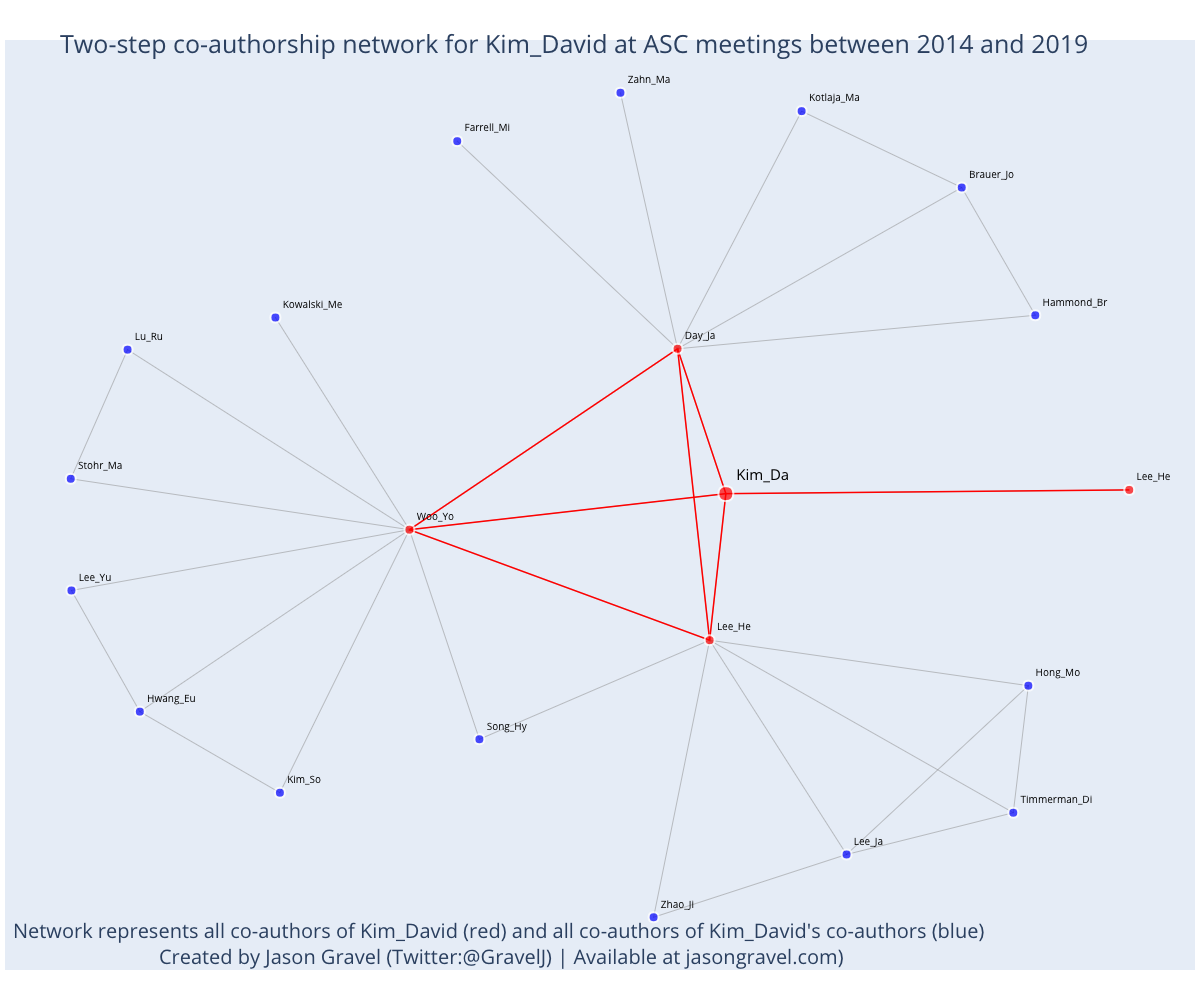 Two-step co-authorship network for Kim_David at ASC meetings between 2014 and 2019
Zahn_Ma
Kotlaja_Ma
Farrell_Mi
Brauer_Jo
Hammond_Br
Kowalski_Me
Lu_Ru
Day_Ja
Stohr_Ma
Kim_Da
Lee_He
Woo_Yo
Lee_Yu
Lee_He
Hong_Mo
Hwang_Eu
Song_Hy
Kim_So
Timmerman_Di
Lee_Ja
Zhao_Ji
Network represents all co-authors of Kim_David (red) and all co-authors of Kim_David's co-authors (blue)
Created by Jason Gravel (Twitter:@GravelJ) | Available at jasongravel.com)